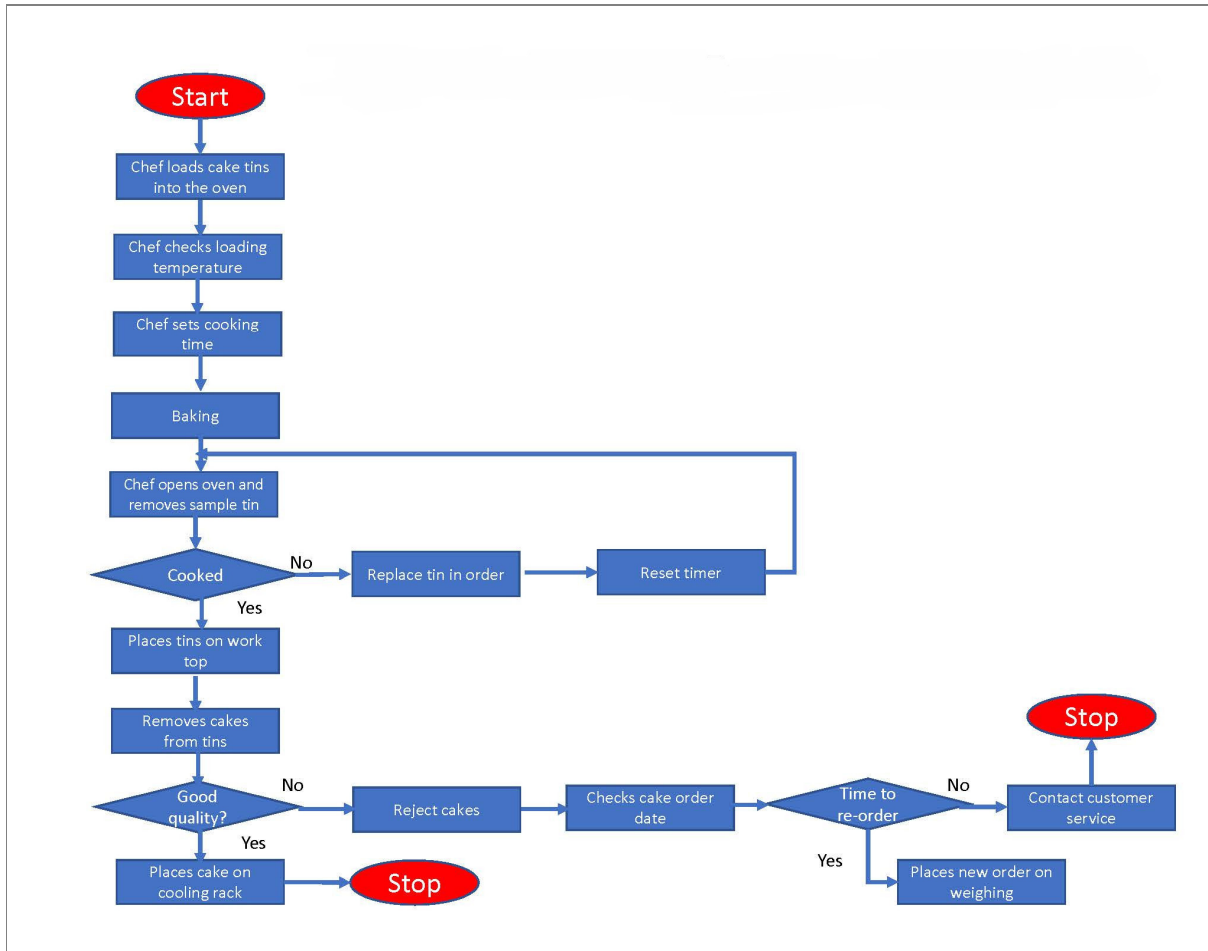 Start
Chef loads cake tins
into the oven
Chef checks loading
temperature
Chef sets cooking
time
Baking
Chef opens oven and
removes sample tin
Cooked
No
Replace tin in order
Reset timer
Yes
Places tins on work
top
Removes cakes
from tins
Good
quality?
No
Reject cakes
Checks cake order
date
Time to
re-order
No
Contact customer
service
Stop
Yes
Places new order on
weighing
Yes
Places cake on
cooling rack
Stop